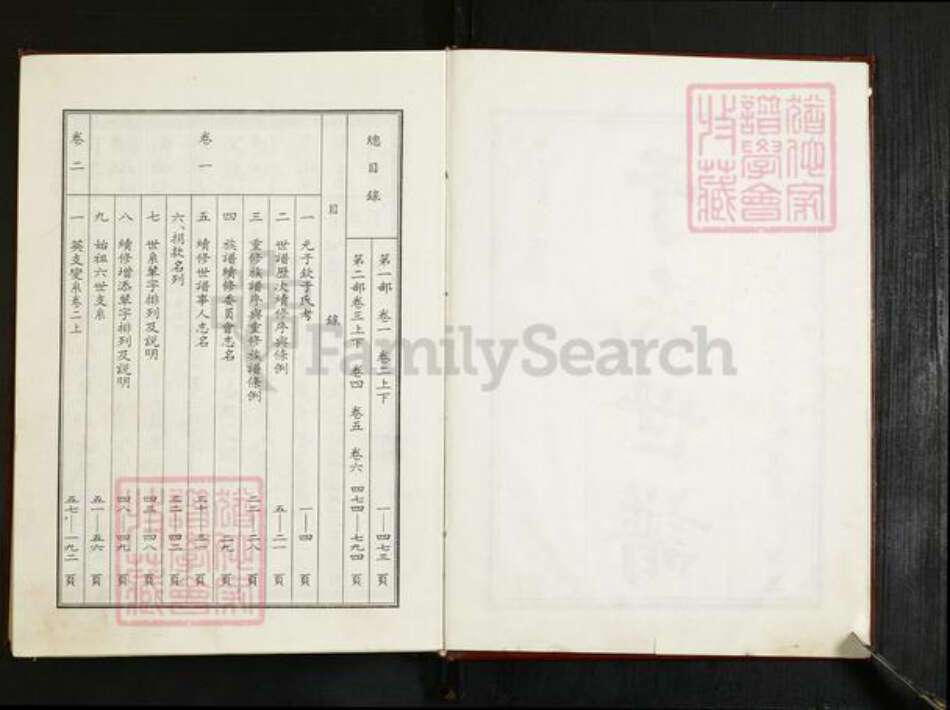 總目錄
第一部 卷一 卷二上下 一—四七三 頁
第二部卷三上下 卷四 卷五 卷六 四七四—七九四 頁
目 錄
卷一
一 元子欽于氏考 一—四 頁
二 世譜歷次續修序與條例 五—二一 頁
三 重修族譜序與重修族譜條例 二二—二八 頁
四 族譜續修委員會志名 二九 頁
五 續修世譜事人志名 三十—三一 頁
六、捐款名列 三二—四二 頁
七 世系輩字排列及說明 四三—四八 頁
八 續修增添輩字排列及說明 四八—四九 頁
九 始祖六世支系 五一—五六 頁
卷二
一 英支變系卷二上 五七—一九二 頁
猶他家譜學會收藏
猶他家譜學會收藏
FamilySearch